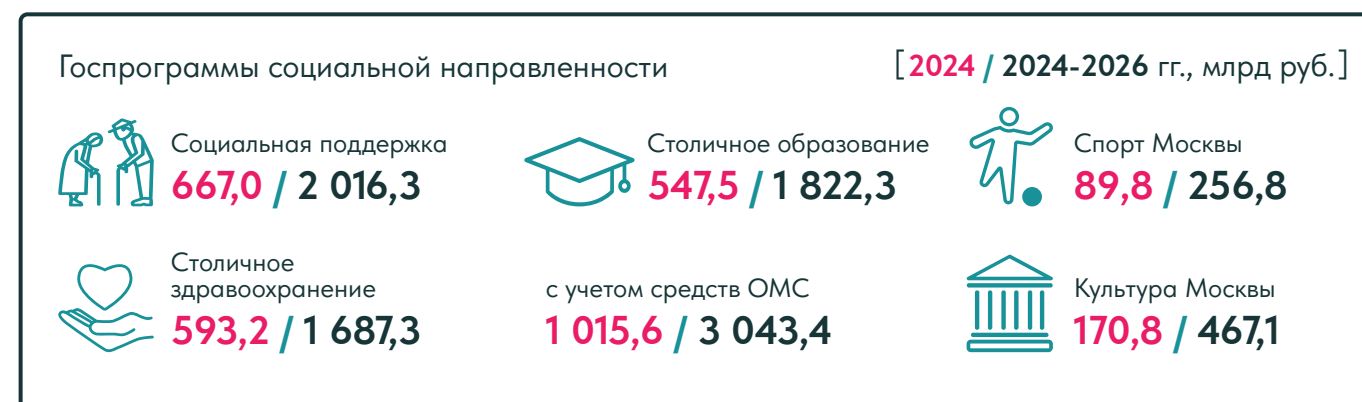 Госпрограммы социальной направленности
[2024 / 2024-2026 гг., млрд руб.]
Социальная поддержка
667,0 / 2 016,3
Столичное образование
547,5 / 1 822,3
Спорт Москвы
89,8 / 256,8
Столичное
здравоохранение
593,2 / 1 687,3
с учетом средств ОМС
1 015,6 / 3 043,4
Культура Москвы
170,8 / 467,1